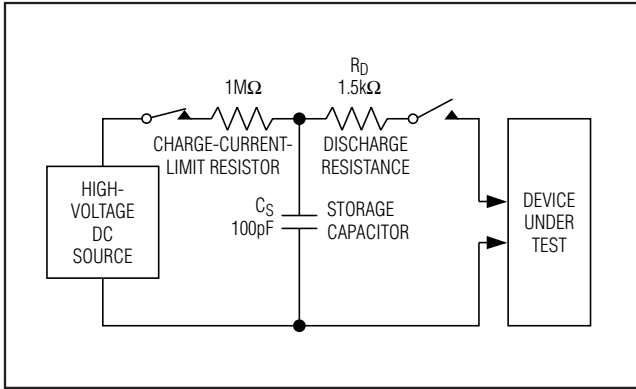 R_D
1MΩ
1.5kΩ
CHARGE-CURRENT-
LIMIT RESISTOR
DISCHARGE
RESISTANCE
HIGH-
VOLTAGE
DC
SOURCE
C_S
100pF
STORAGE
CAPACITOR
DEVICE
UNDER
TEST